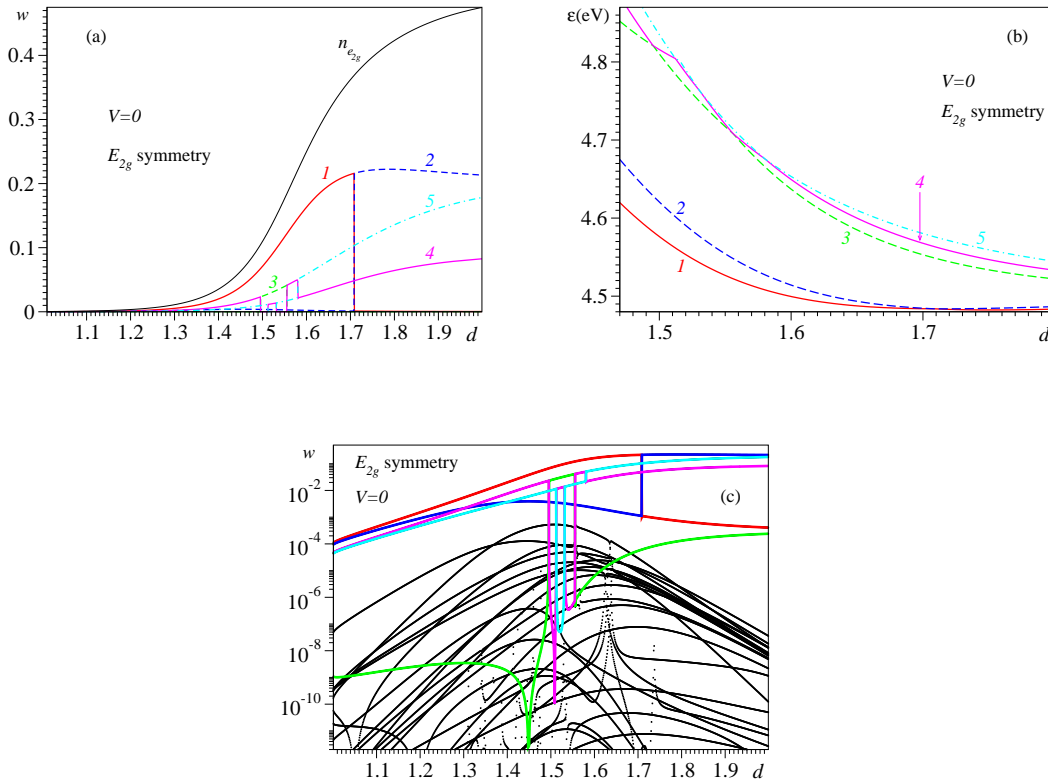 w
(a)
n_{e_{2g}}
V=0
E_{2g} symmetry
0.4
0.3
0.2
0.1
0
1
2
3
4
5
1.1 1.2 1.3 1.4 1.5 1.6 1.7 1.8 1.9 d
ε(eV)
(b)
V=0
E_{2g} symmetry
4.8
4.7
4.6
4.5
1
2
3
4
5
1.5 1.6 1.7 d
w
E_{2g} symmetry
V=0
(c)
10^{-2}
10^{-4}
10^{-6}
10^{-8}
10^{-10}
1.1 1.2 1.3 1.4 1.5 1.6 1.7 1.8 1.9 d